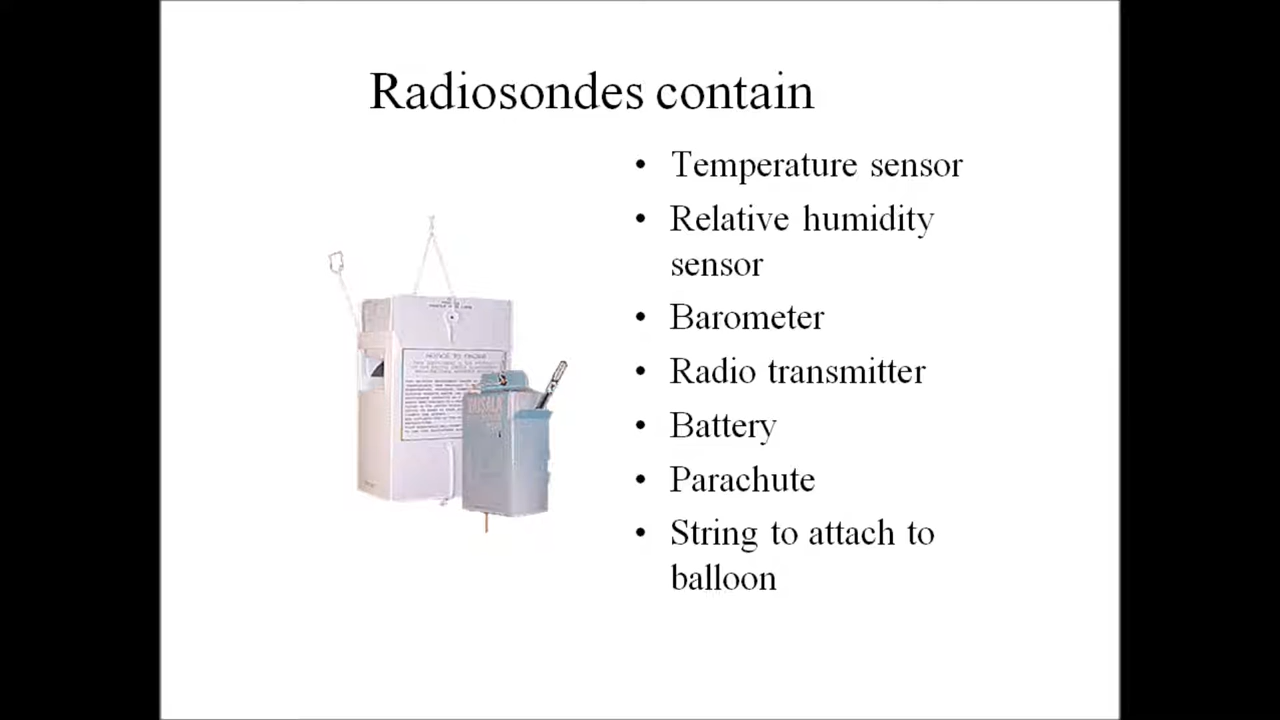 Radiosondes contain
• Temperature sensor
• Relative humidity
sensor
• Barometer
• Radio transmitter
• Battery
• Parachute
• String to attach to
balloon
NOTICE TO FINDER